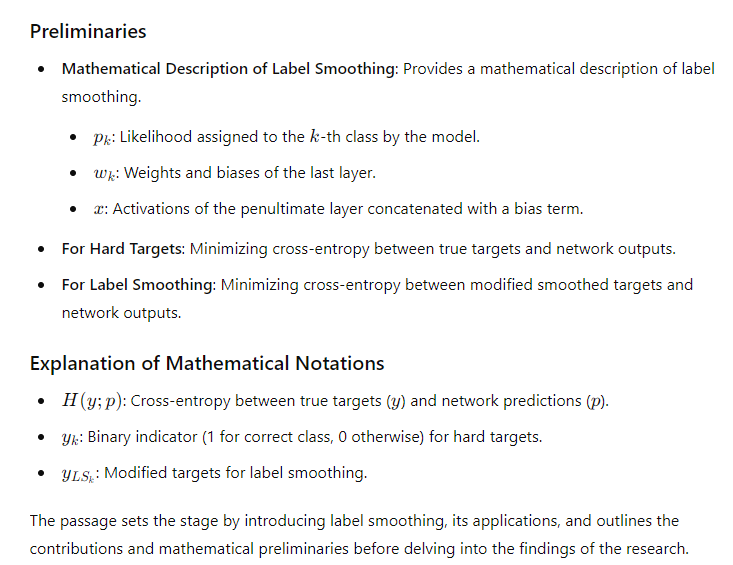 Preliminaries
• Mathematical Description of Label Smoothing: Provides a mathematical description of label
smoothing.
• pₖ: Likelihood assigned to the k-th class by the model.
• wₖ: Weights and biases of the last layer.
• x: Activations of the penultimate layer concatenated with a bias term.
• For Hard Targets: Minimizing cross-entropy between true targets and network outputs.
• For Label Smoothing: Minimizing cross-entropy between modified smoothed targets and
network outputs.
Explanation of Mathematical Notations
• H(y; p): Cross-entropy between true targets (y) and network predictions (p).
• yₖ: Binary indicator (1 for correct class, 0 otherwise) for hard targets.
• y_{LS_k}: Modified targets for label smoothing.
The passage sets the stage by introducing label smoothing, its applications, and outlines the
contributions and mathematical preliminaries before delving into the findings of the research.